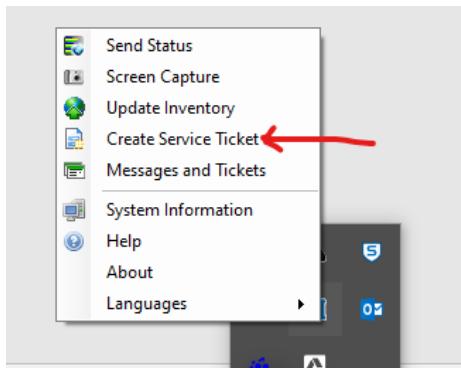 Send Status
Screen Capture
Update Inventory
Create Service Ticket
Messages and Tickets
System Information
Help
About
Languages